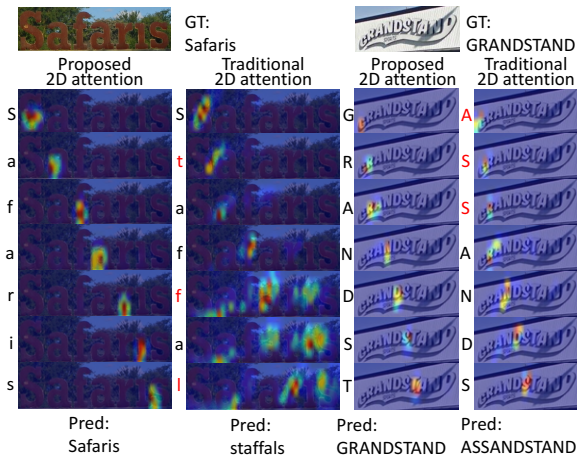 Safaris
GT:
Safaris
GRANDSTAND
SPORTS
GT:
GRANDSTAND
Proposed
2D attention
Traditional
2D attention
Proposed
2D attention
Traditional
2D attention
S
S
G
A
a
t
R
S
f
a
A
S
a
f
N
A
r
f
D
N
i
a
S
D
s
l
T
S
Pred:
Safaris
Pred:
staffals
Pred:
GRANDSTAND
Pred:
ASSANDSTAND